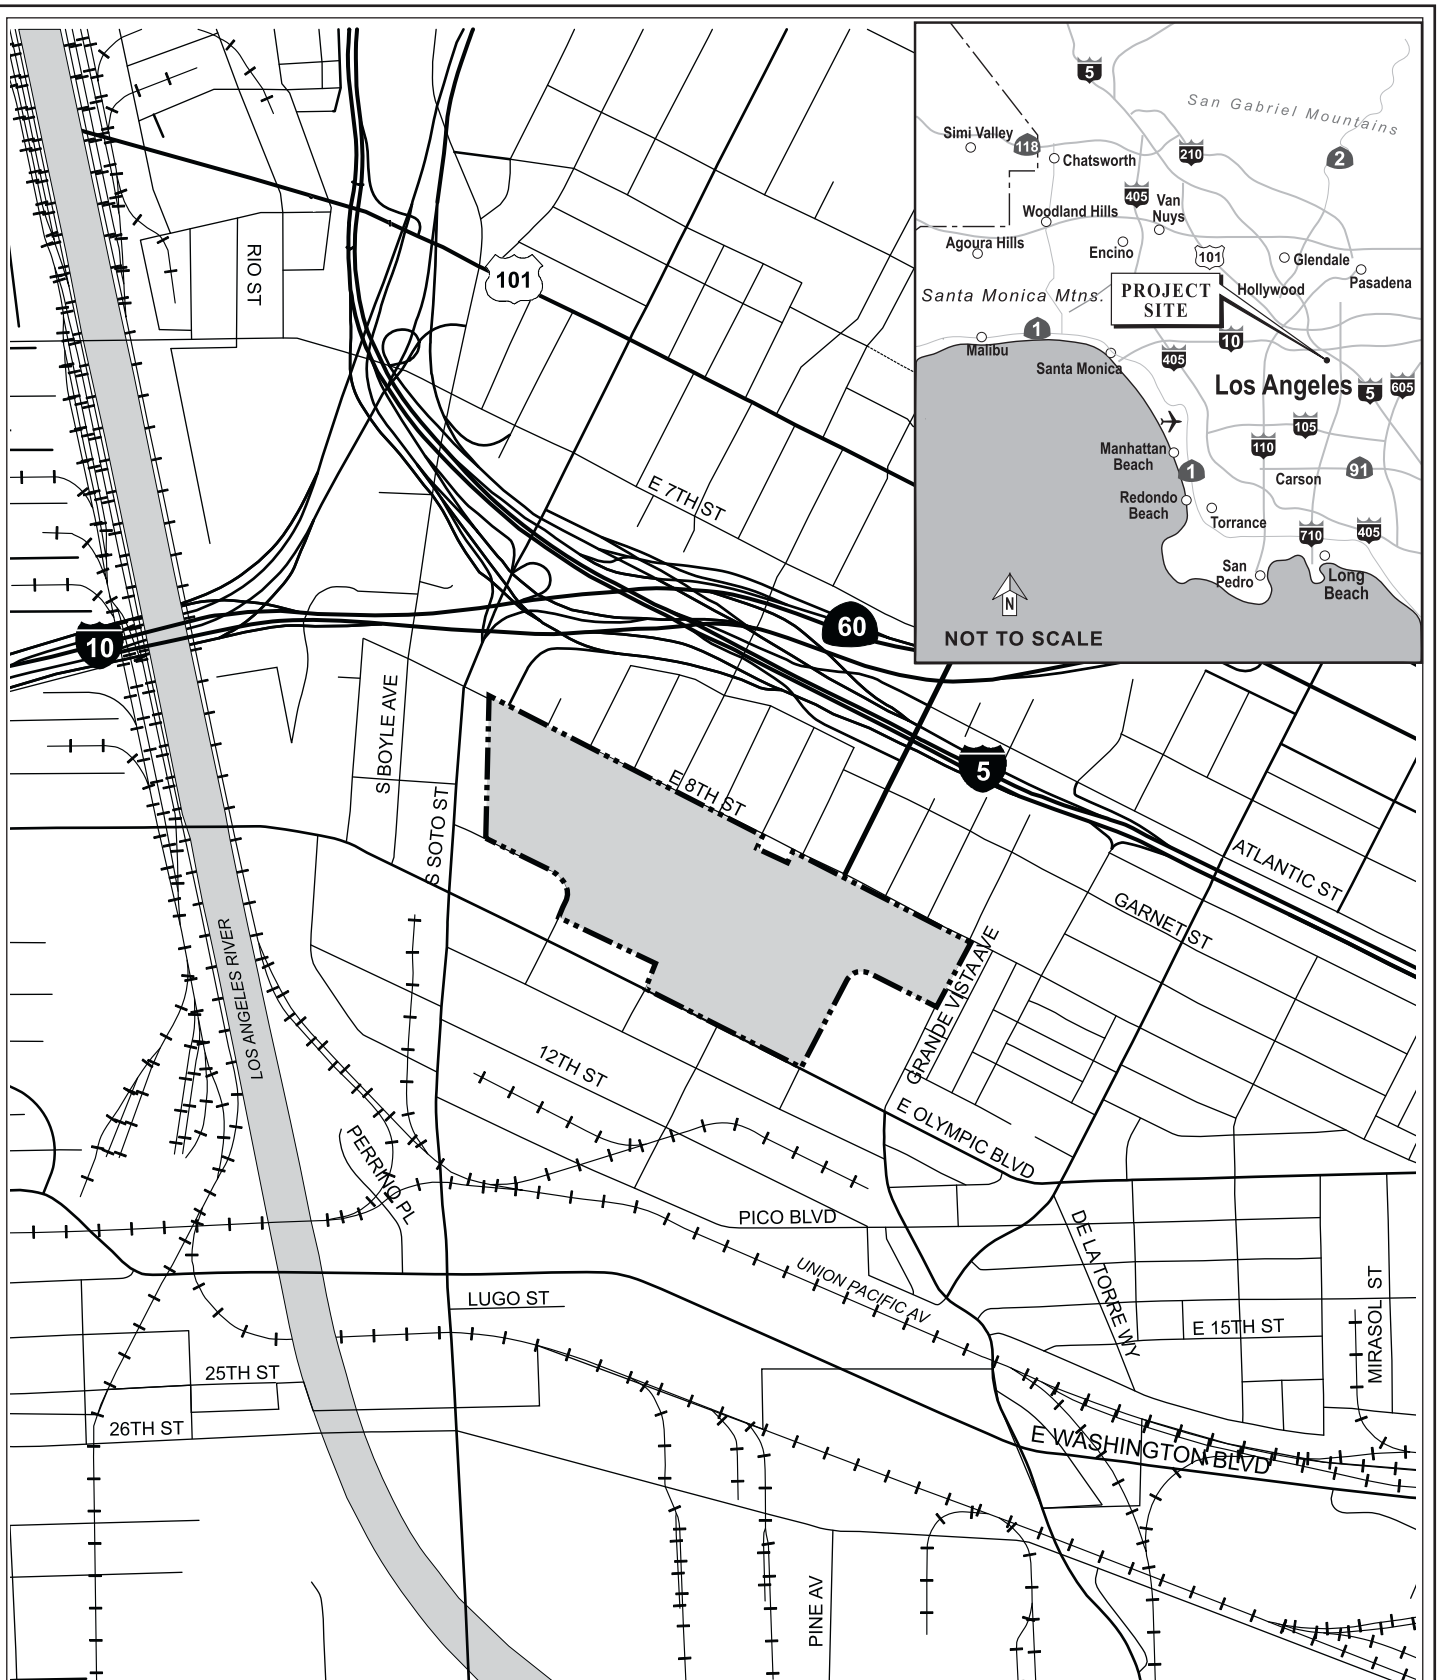 5
San Gabriel Mountains
Simi Valley
118
Chatsworth
210
2
405
Van
Nuys
Woodland Hills
Agoura Hills
Encino
101
Glendale
Pasadena
Santa Monica Mtns.
PROJECT
SITE
Hollywood
1
Malibu
10
405
Santa Monica
Los Angeles
5
605
105
110
Manhattan
Beach
1
Carson
91
Redondo
Beach
Torrance
710
405
San
Pedro
Long
Beach
N
NOT TO SCALE
RIO ST
101
E 7TH ST
10
60
S BOYLE AVE
S SOTO ST
E 8TH ST
5
ATLANTIC ST
GARNET ST
LOS ANGELES RIVER
GRANDE VISTA AVE
12TH ST
E OLYMPIC BLVD
PERRINO PL
PICO BLVD
DE LA TORRE WY
UNION PACIFIC AV
LUGO ST
E 15TH ST
MIRASOL ST
25TH ST
26TH ST
E WASHINGTON BLVD
PINE AV